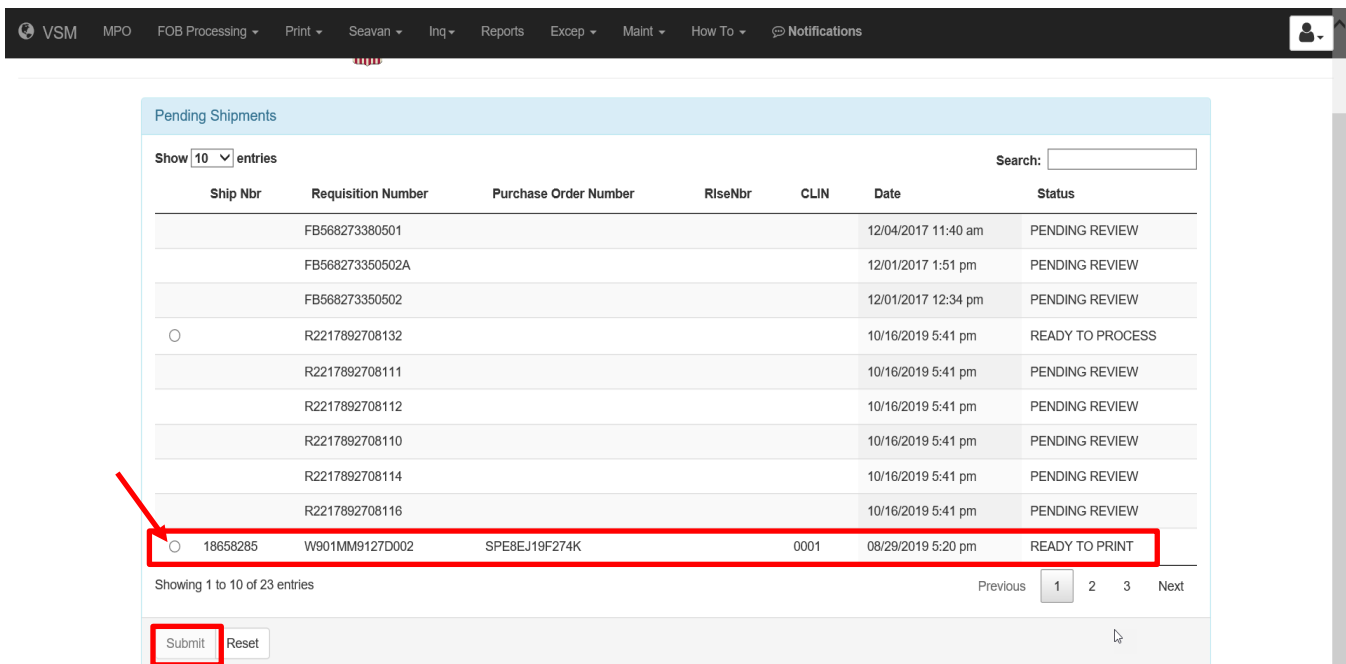 VSM MPO FOB Processing Print Seavan Inq Reports Excep Maint How To Notifications
Pending Shipments
Show 10 entries Search:
Ship Nbr Requisition Number Purchase Order Number RlseNbr CLIN Date Status
FB568273380501 12/04/2017 11:40 am PENDING REVIEW
FB568273350502A 12/01/2017 1:51 pm PENDING REVIEW
FB568273350502 12/01/2017 12:34 pm PENDING REVIEW
R2217892708132 10/16/2019 5:41 pm READY TO PROCESS
R2217892708111 10/16/2019 5:41 pm PENDING REVIEW
R2217892708112 10/16/2019 5:41 pm PENDING REVIEW
R2217892708110 10/16/2019 5:41 pm PENDING REVIEW
R2217892708114 10/16/2019 5:41 pm PENDING REVIEW
R2217892708116 10/16/2019 5:41 pm PENDING REVIEW
18658285 W901MM9127D002 SPE8EJ19F274K 0001 08/29/2019 5:20 pm READY TO PRINT
Showing 1 to 10 of 23 entries Previous 1 2 3 Next
Submit Reset